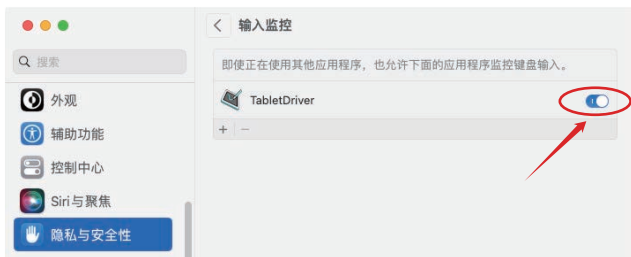 输入监控
搜索
即使正在使用其他应用程序，也允许下面的应用程序监控键盘输入。
外观
TabletDriver
辅助功能
+ −
控制中心
Siri与聚焦
隐私与安全性